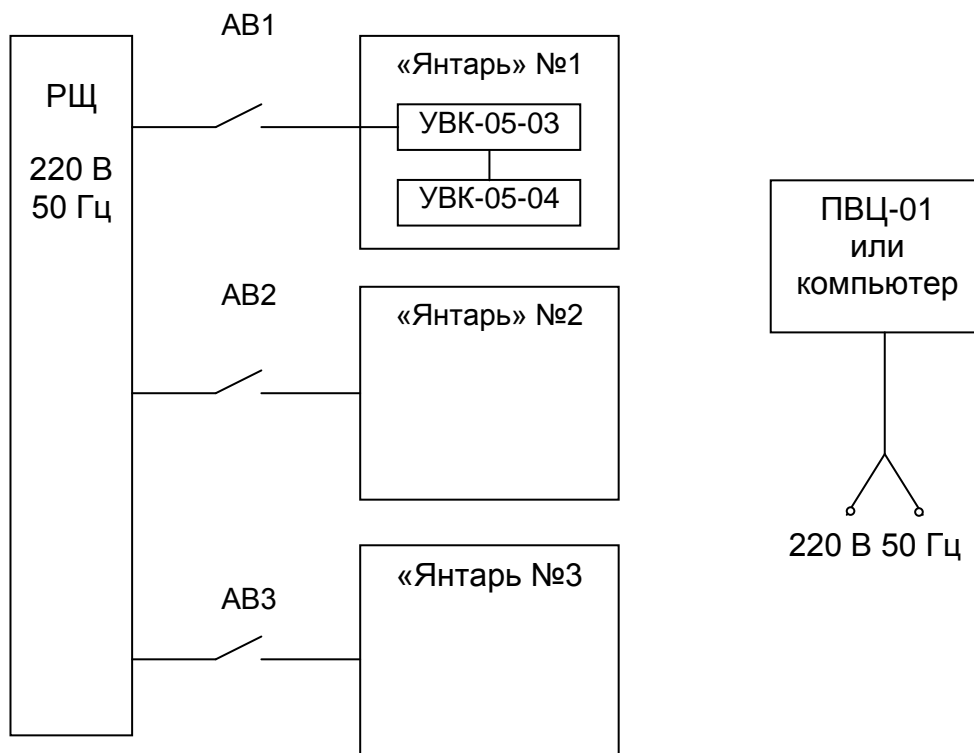 РЩ
220 В
50 Гц
АВ1
«Янтарь» №1
УВК-05-03
УВК-05-04
АВ2
«Янтарь» №2
АВ3
«Янтарь №3
ПВЦ-01
или
компьютер
220 В 50 Гц